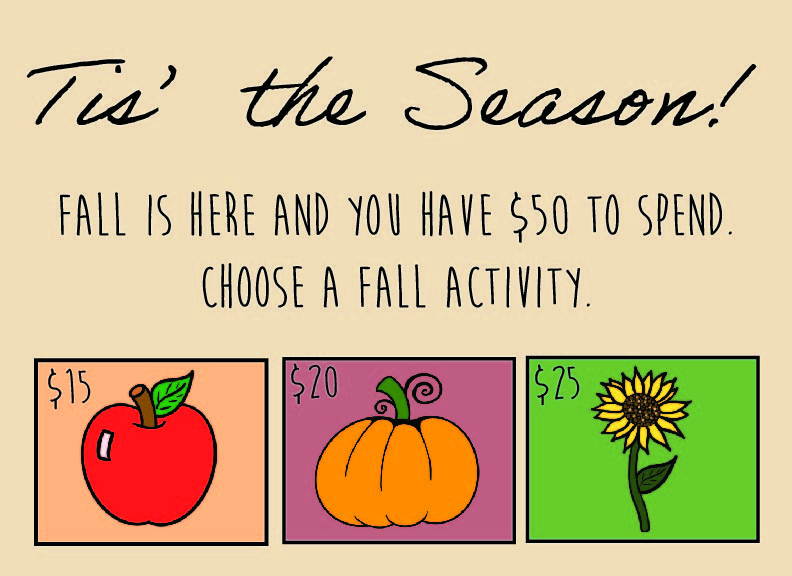 Tis' the Season!
FALL IS HERE AND YOU HAVE $50 TO SPEND.
CHOOSE A FALL ACTIVITY.
$15 $20 $25